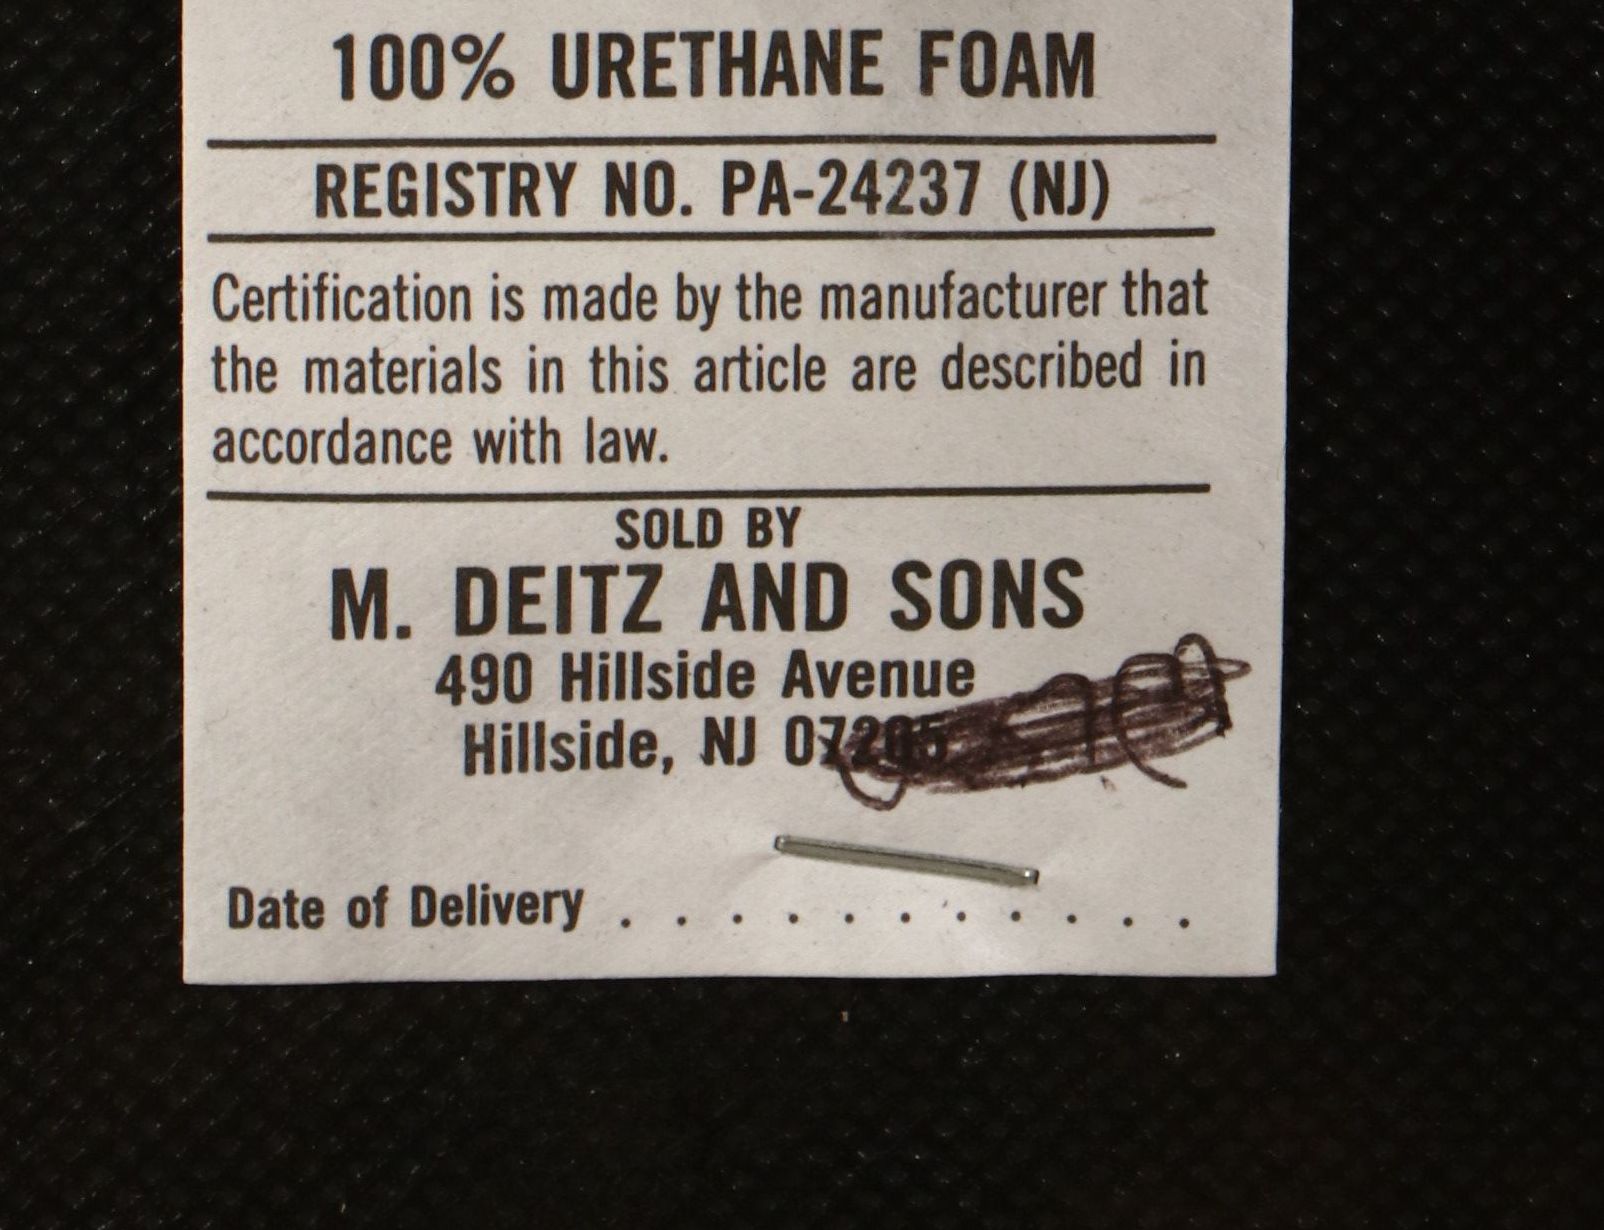 100% URETHANE FOAM
REGISTRY NO. PA-24237 (NJ)
Certification is made by the manufacturer that
the materials in this article are described in
accordance with law.
SOLD BY
M. DEITZ AND SONS
490 Hillside Avenue
Hillside, NJ 07205
Date of Delivery . . . . . . . . . . .